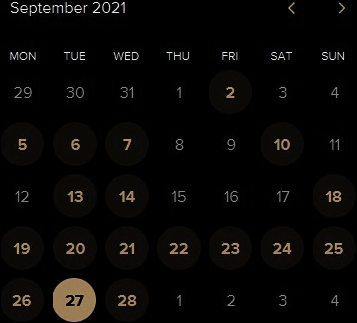 September 2021
MON TUE WED THU FRI SAT SUN
29 30 31 1 2 3 4
5 6 7 8 9 10 11
12 13 14 15 16 17 18
19 20 21 22 23 24 25
26 27 28 1 2 3 4